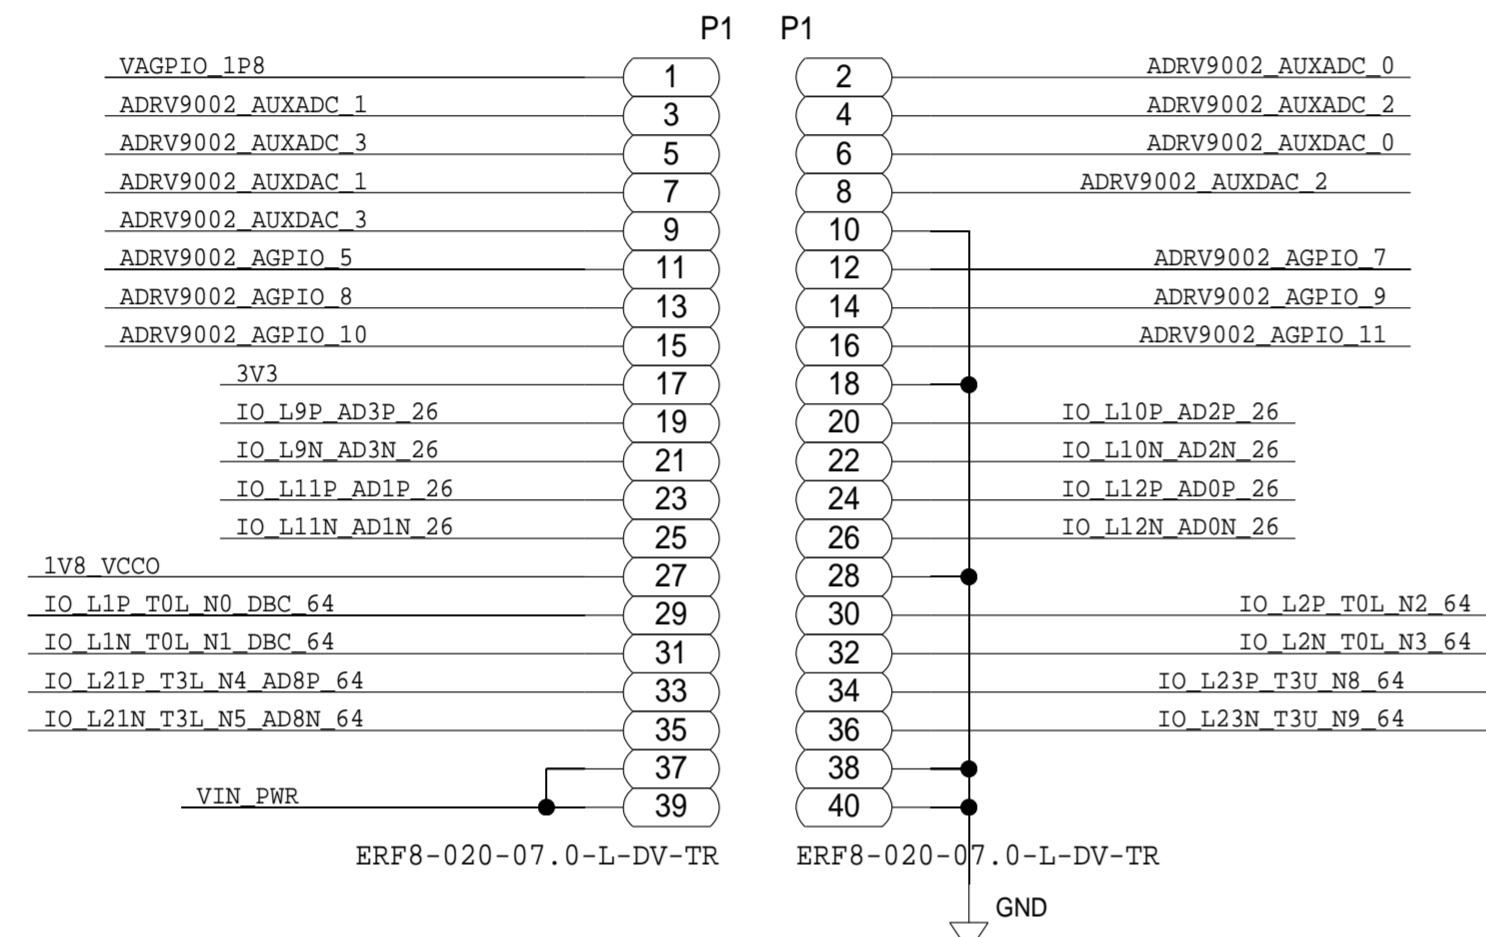 P1 P1
VAGPIO_1P8 1 2 ADRV9002_AUXADC_0
ADRV9002_AUXADC_1 3 4 ADRV9002_AUXADC_2
ADRV9002_AUXADC_3 5 6 ADRV9002_AUXDAC_0
ADRV9002_AUXDAC_1 7 8 ADRV9002_AUXDAC_2
ADRV9002_AUXDAC_3 9 10
ADRV9002_AGPIO_5 11 12 ADRV9002_AGPIO_7
ADRV9002_AGPIO_8 13 14 ADRV9002_AGPIO_9
ADRV9002_AGPIO_10 15 16 ADRV9002_AGPIO_11
3V3 17 18
IO_L9P_AD3P_26 19 20 IO_L10P_AD2P_26
IO_L9N_AD3N_26 21 22 IO_L10N_AD2N_26
IO_L11P_AD1P_26 23 24 IO_L12P_AD0P_26
IO_L11N_AD1N_26 25 26 IO_L12N_AD0N_26
1V8_VCCO 27 28
IO_L1P_T0L_N0_DBC_64 29 30 IO_L2P_T0L_N2_64
IO_L1N_T0L_N1_DBC_64 31 32 IO_L2N_T0L_N3_64
IO_L21P_T3L_N4_AD8P_64 33 34 IO_L23P_T3U_N8_64
IO_L21N_T3L_N5_AD8N_64 35 36 IO_L23N_T3U_N9_64
37 38
VIN_PWR 39 40
ERF8-020-07.0-L-DV-TR ERF8-020-07.0-L-DV-TR
GND